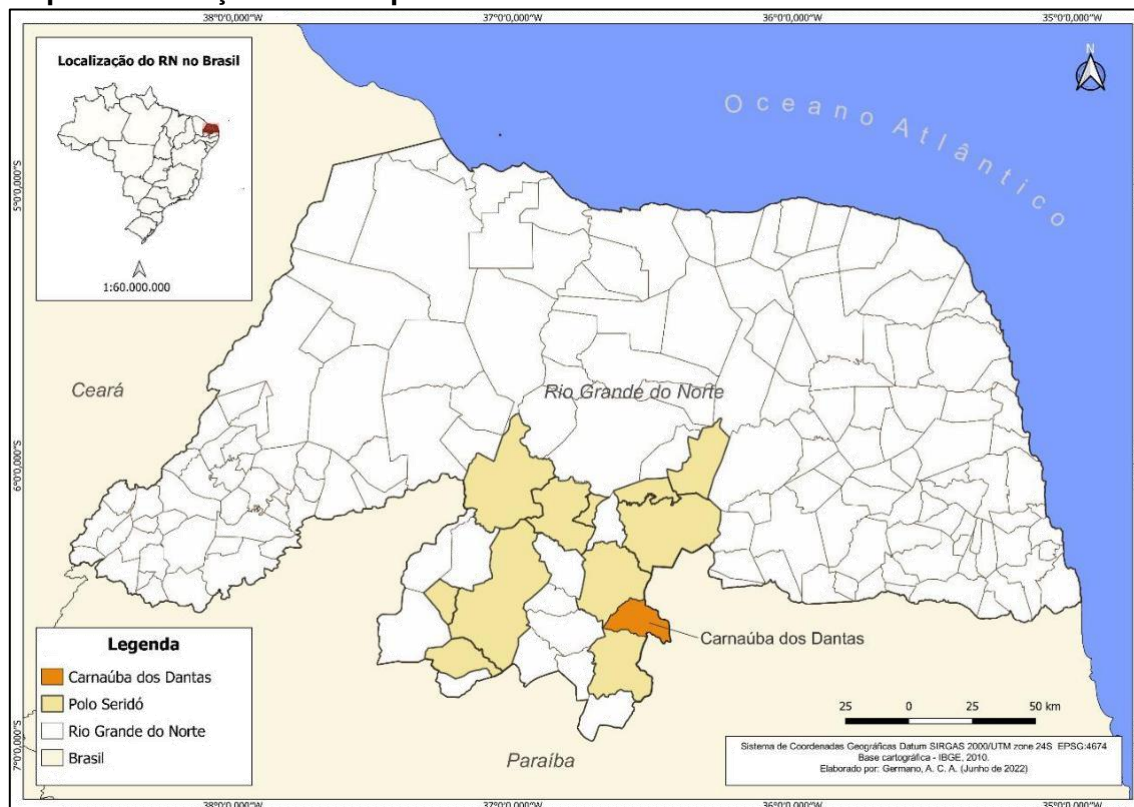 38°0'0,000"W
37°0'0,000"W
36°0'0,000"W
35°0'0,000"W
Localização do RN no Brasil
1:60.000.000
N
Oceano Atlântico
5°0'0,000"S
6°0'0,000"S
7°0'0,000"S
Ceará
Rio Grande do Norte
Carnaúba dos Dantas
Paraíba
Legenda
Carnaúba dos Dantas
Polo Seridó
Rio Grande do Norte
Brasil
25 0 25 50 km
Sistema de Coordenadas Geográficas Datum SIRGAS 2000/UTM zone 24S EPSG:4674
Base cartográfica - IBGE, 2010.
Elaborado por: Germano, A. C. A. (Junho de 2022)
38°0'0,000"W
37°0'0,000"W
36°0'0,000"W
35°0'0,000"W